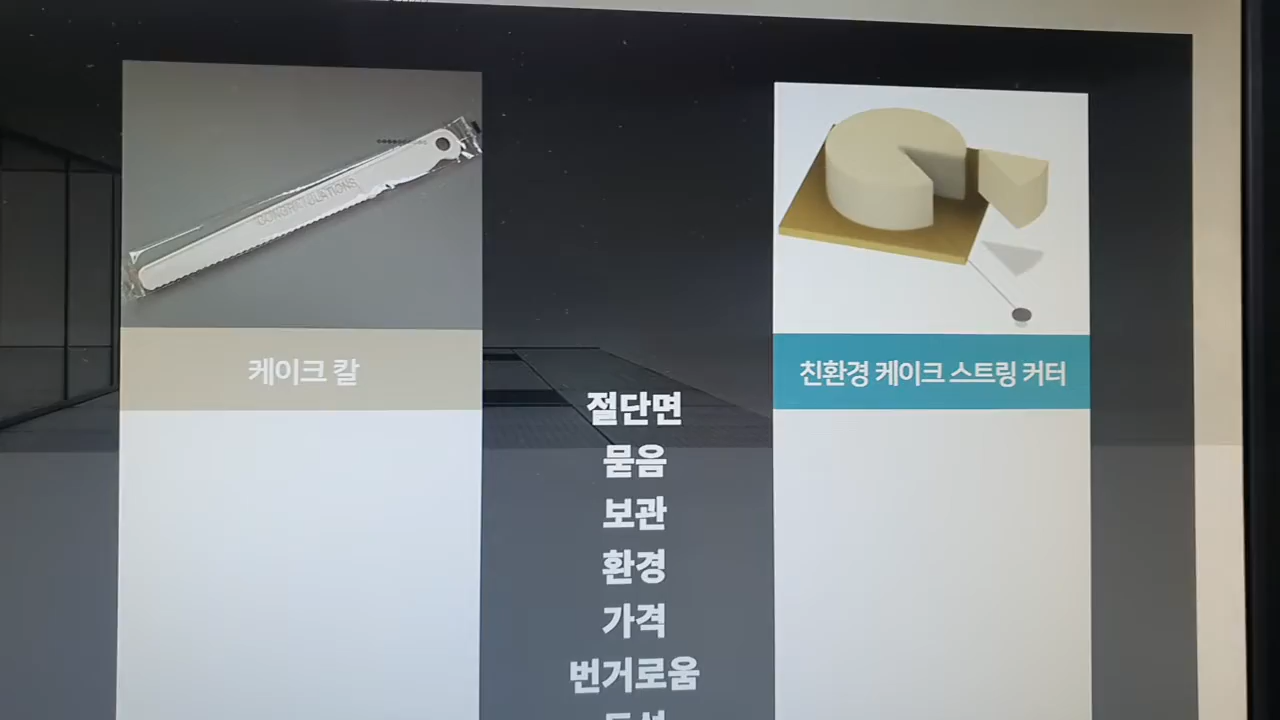 CONGRATULATIONS
케이크 칼
친환경 케이크 스트링 커터
절단면
묻음
보관
환경
가격
번거로움